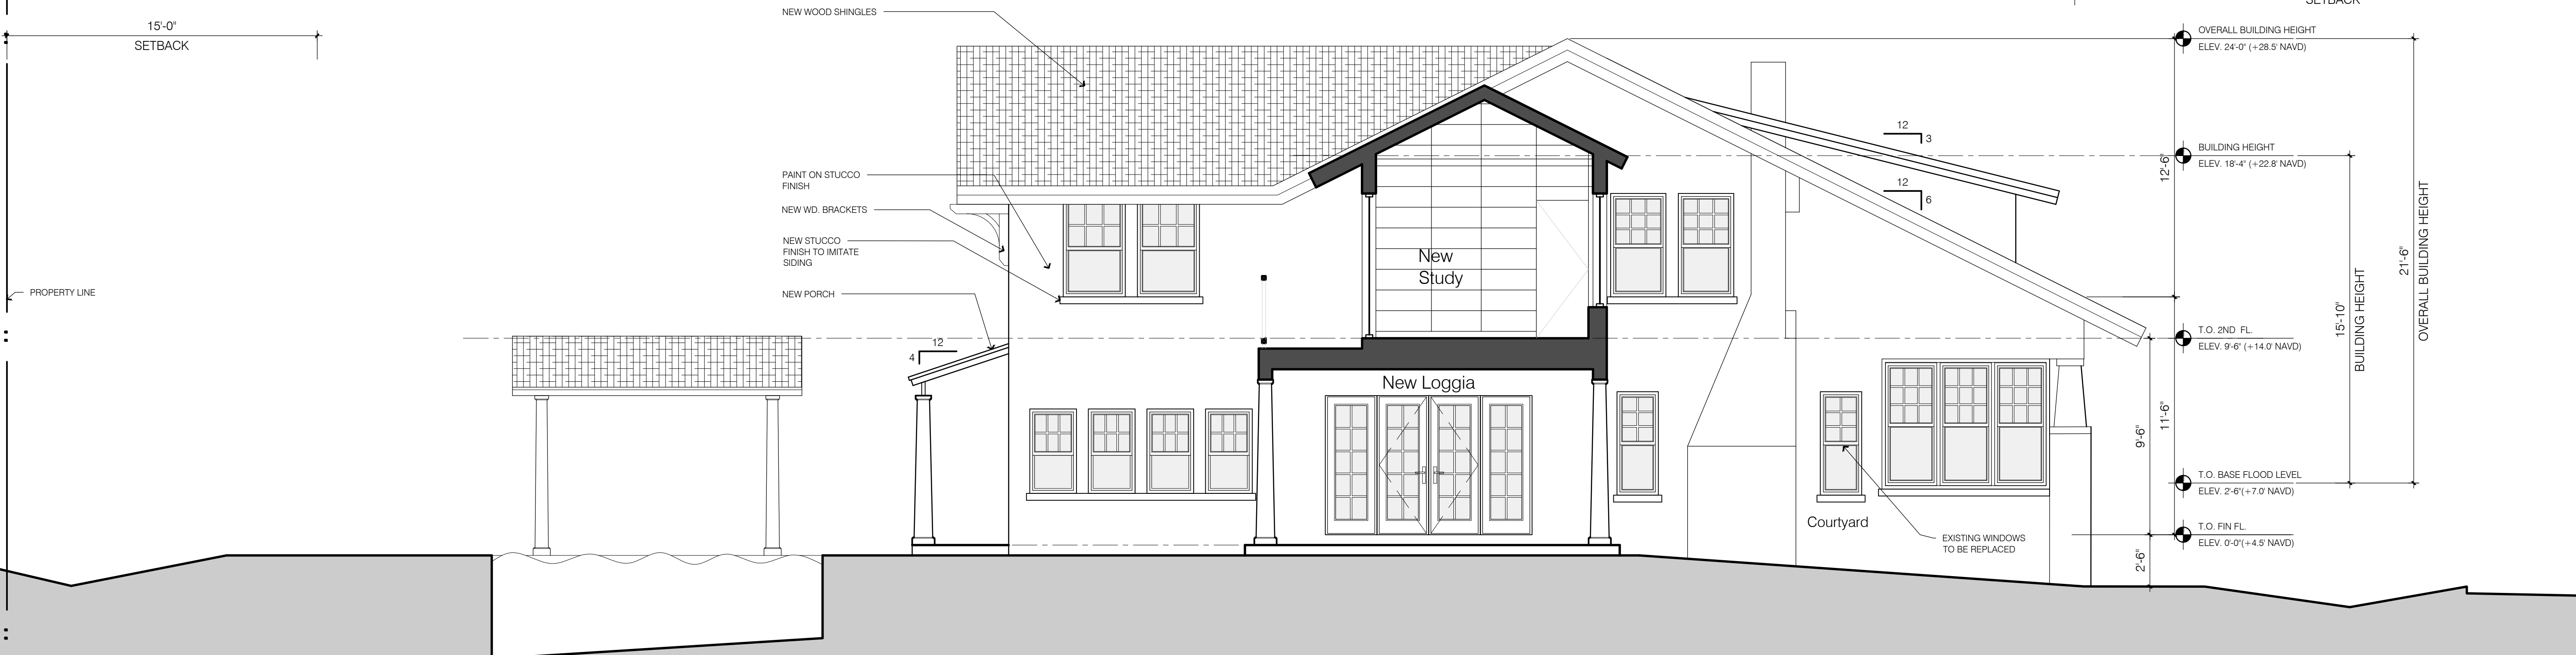 15'-0"
SETBACK
SETBACK
NEW WOOD SHINGLES
PAINT ON STUCCO
FINISH
NEW WD. BRACKETS
NEW STUCCO
FINISH TO IMITATE
SIDING
NEW PORCH
PROPERTY LINE
12
4
New
Study
New Loggia
Courtyard
EXISTING WINDOWS
TO BE REPLACED
12
3
12
6
OVERALL BUILDING HEIGHT
ELEV. 24'-0" (+28.5' NAVD)
BUILDING HEIGHT
ELEV. 18'-4" (+22.8' NAVD)
T.O. 2ND FL.
ELEV. 9'-6" (+14.0' NAVD)
T.O. BASE FLOOD LEVEL
ELEV. 2'-6"(+7.0' NAVD)
T.O. FIN FL.
ELEV. 0'-0"(+4.5' NAVD)
12'-6"
11'-6"
9'-6"
2'-6"
15'-10"
BUILDING HEIGHT
21'-6"
OVERALL BUILDING HEIGHT